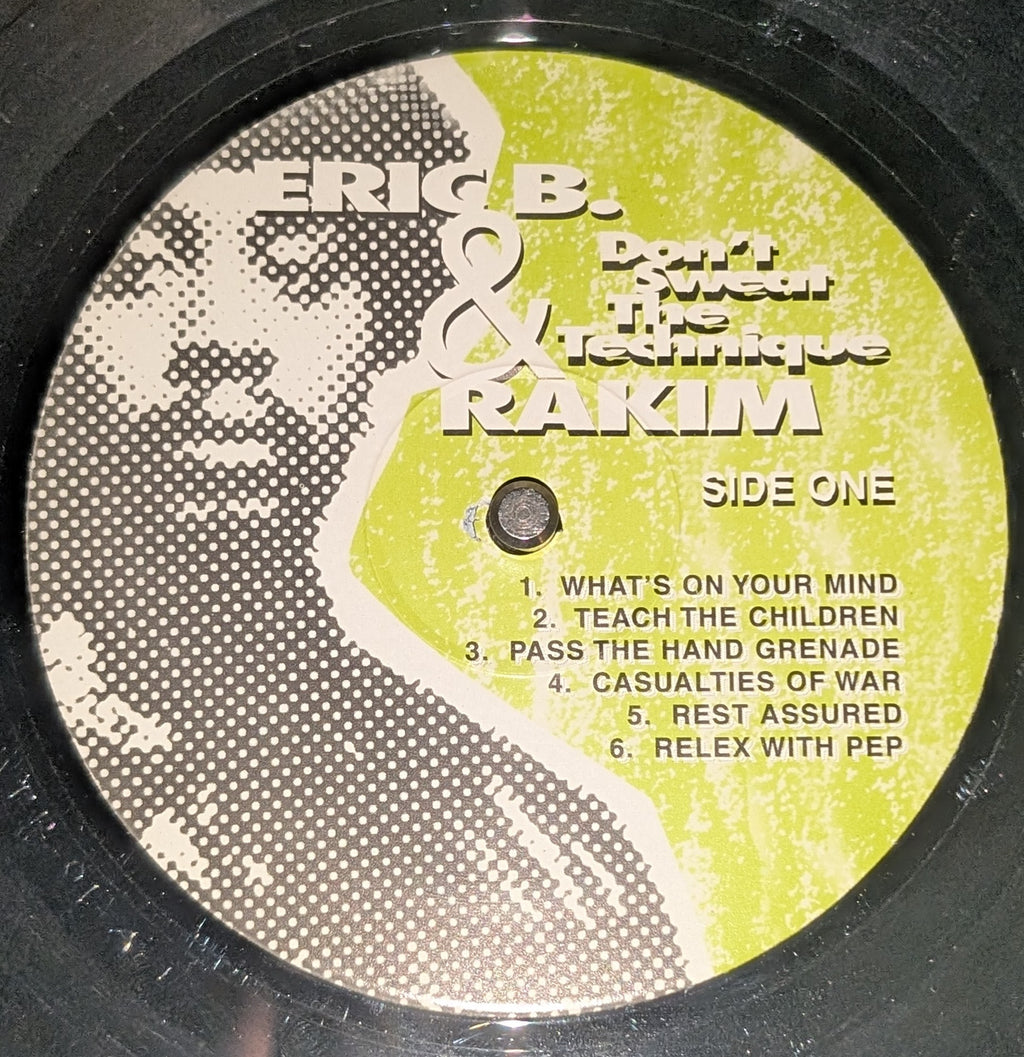 ERIC B.
&
Don't
Sweat
The
Technique
RAKIM
SIDE ONE
1. WHAT'S ON YOUR MIND
2. TEACH THE CHILDREN
3. PASS THE HAND GRENADE
4. CASUALTIES OF WAR
5. REST ASSURED
6. RELEX WITH PEP